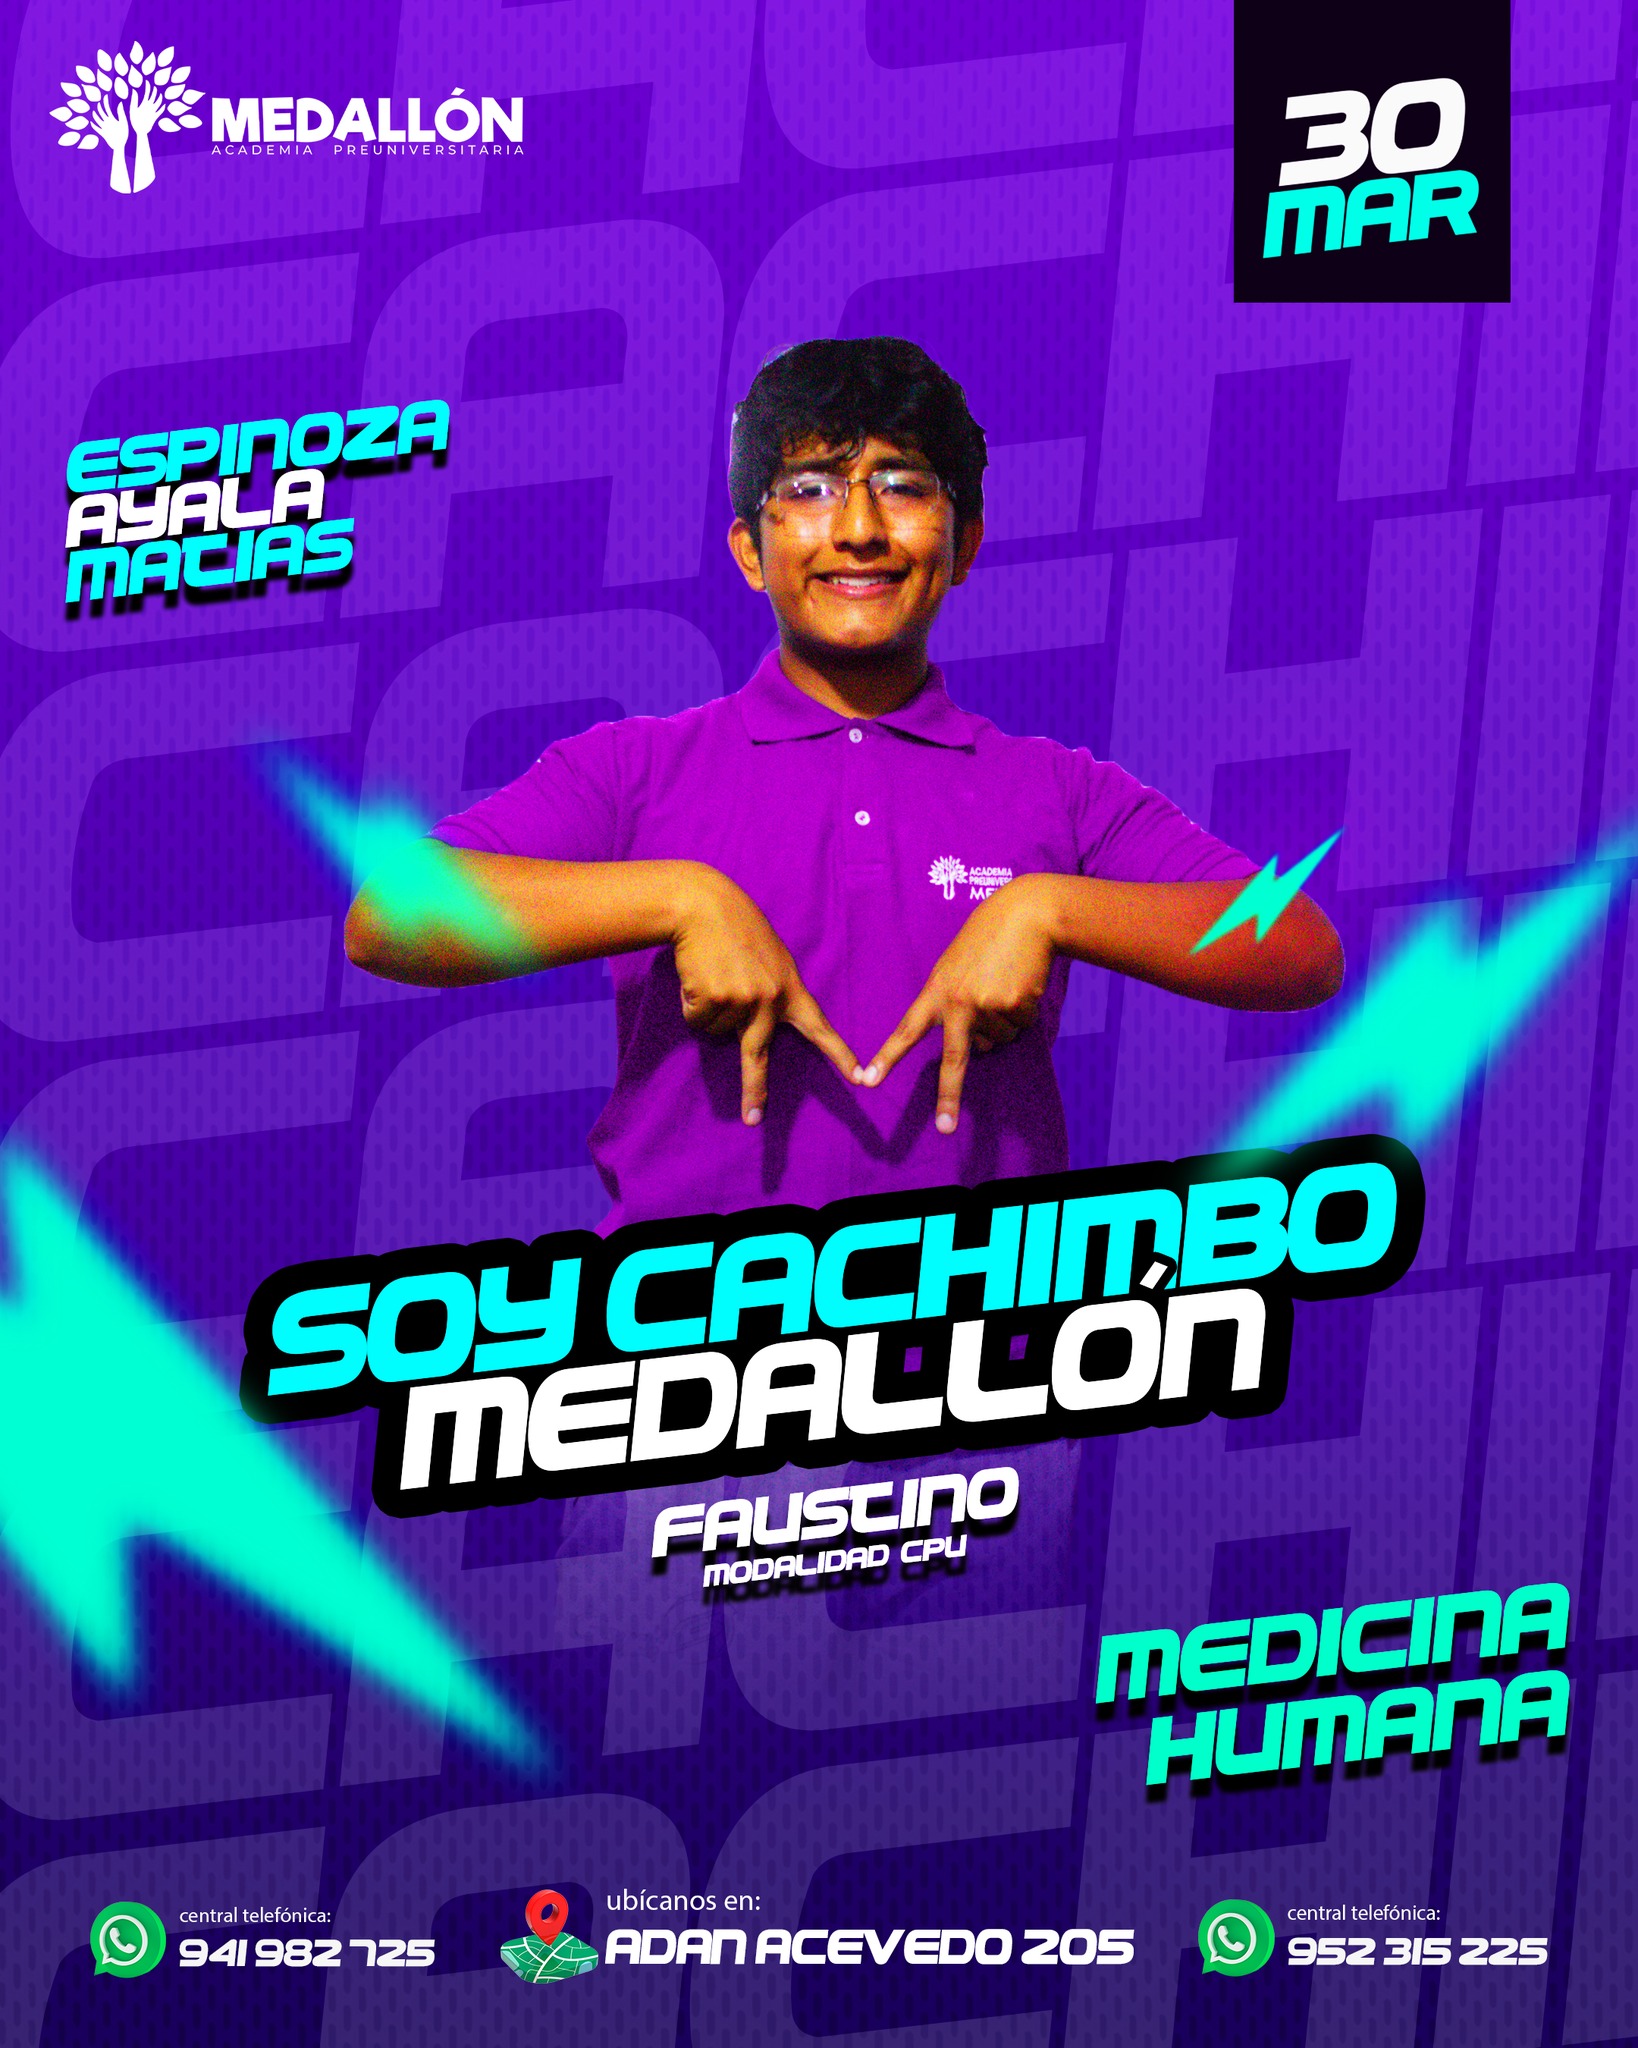 MEDALLÓN
ACADEMIA PREUNIVERSITARIA
30
MAR
ESPINOZA
AYALA
MATIAS
ACADEMIA
SOY CACHIMBO
MEDALLÓN
FAUSTINO
MODALIDAD CPU
MEDICINA
HUMANA
central telefónica:
941 982 725
ubícanos en:
ADAN ACEVEDO 205
central telefónica:
952 315 225